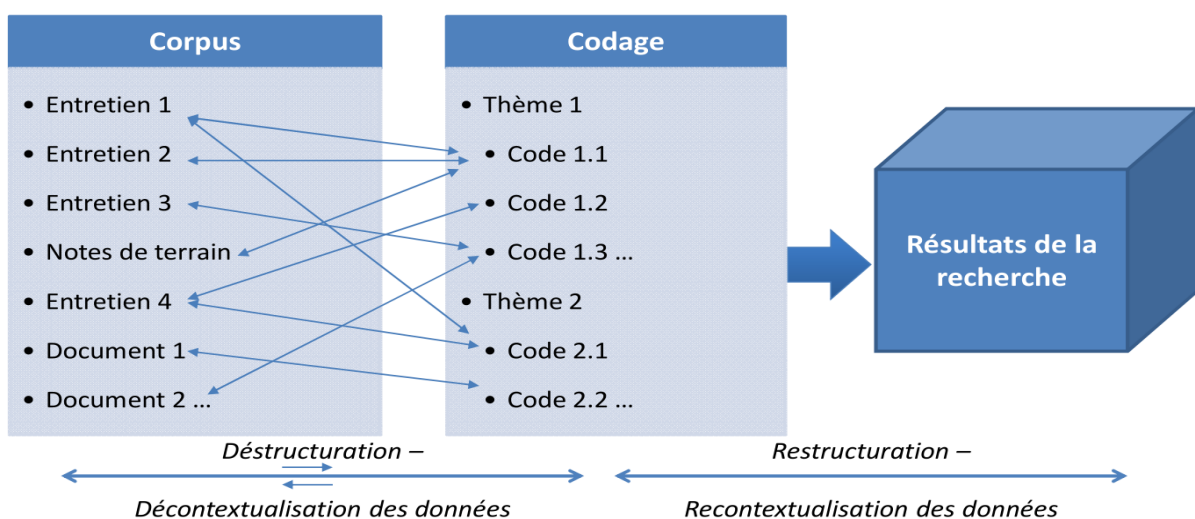 Corpus
• Entretien 1
• Entretien 2
• Entretien 3
• Notes de terrain
• Entretien 4
• Document 1
• Document 2 ...
Codage
• Thème 1
• Code 1.1
• Code 1.2
• Code 1.3 ...
• Thème 2
• Code 2.1
• Code 2.2 ...
Résultats de la
recherche
Déstructuration –
Décontextualisation des données
Restructuration –
Recontextualisation des données